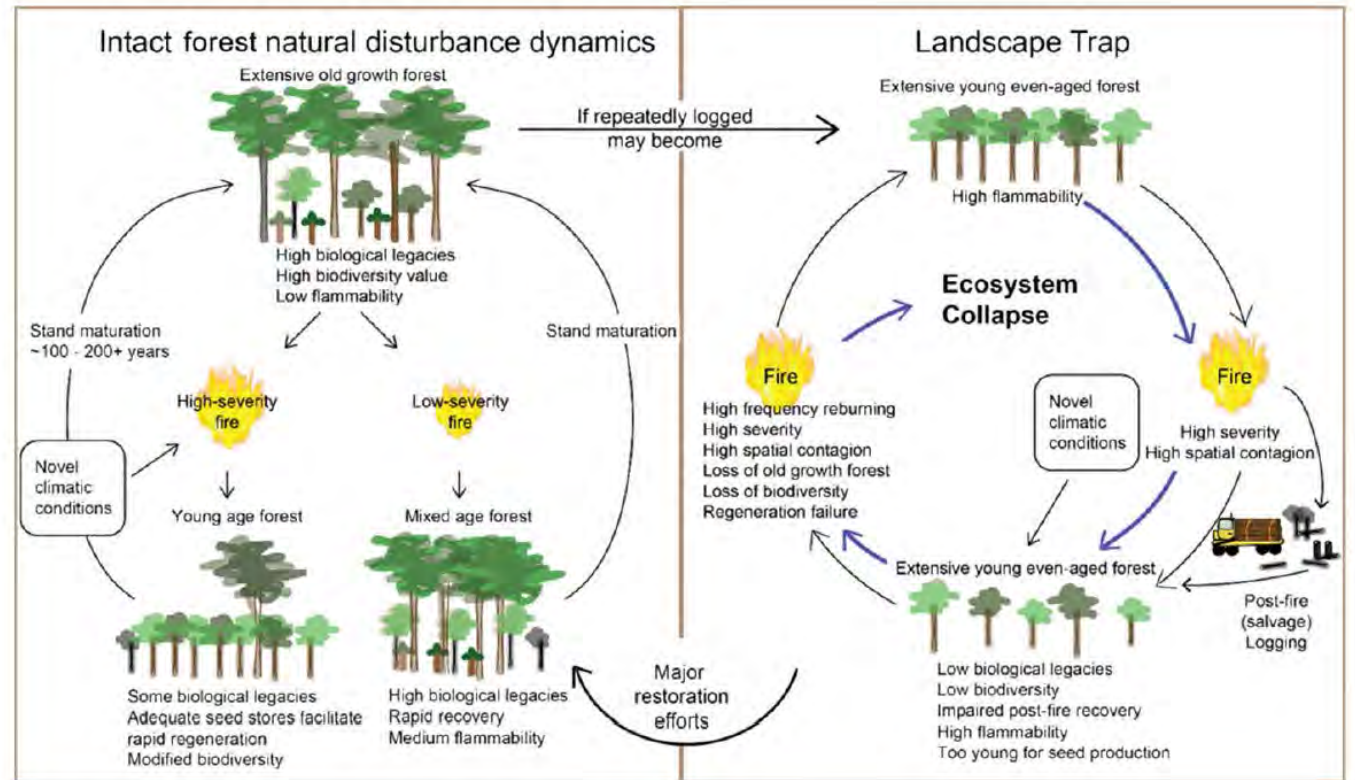 Intact forest natural disturbance dynamics
Extensive old growth forest
High biological legacies
High biodiversity value
Low flammability
Stand maturation
~100 - 200+ years
Stand maturation
High-severity
fire
Low-severity
fire
Novel
climatic
conditions
Young age forest
Mixed age forest
Some biological legacies
Adequate seed stores facilitate
rapid regeneration
Modified biodiversity
High biological legacies
Rapid recovery
Medium flammability
If repeatedly logged
may become
Major
restoration
efforts
Landscape Trap
Extensive young even-aged forest
High flammability
Ecosystem
Collapse
Fire
High frequency reburning
High severity
High spatial contagion
Loss of old growth forest
Loss of biodiversity
Regeneration failure
Novel
climatic
conditions
Fire
High severity
High spatial contagion
Extensive young even-aged forest
Post-fire
(salvage)
Logging
Low biological legacies
Low biodiversity
Impaired post-fire recovery
High flammability
Too young for seed production